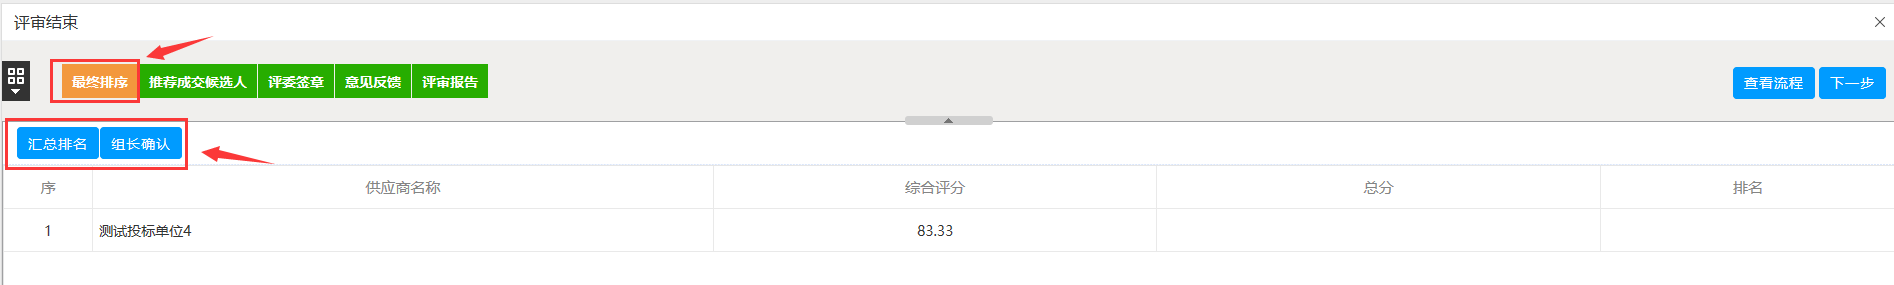 评审结束
最终排序 推荐成交候选人 评委签章 意见反馈 评审报告 查看流程 下一步
汇总排名 组长确认
序 供应商名称 综合评分 总分 排名
1 测试投标单位4 83.33